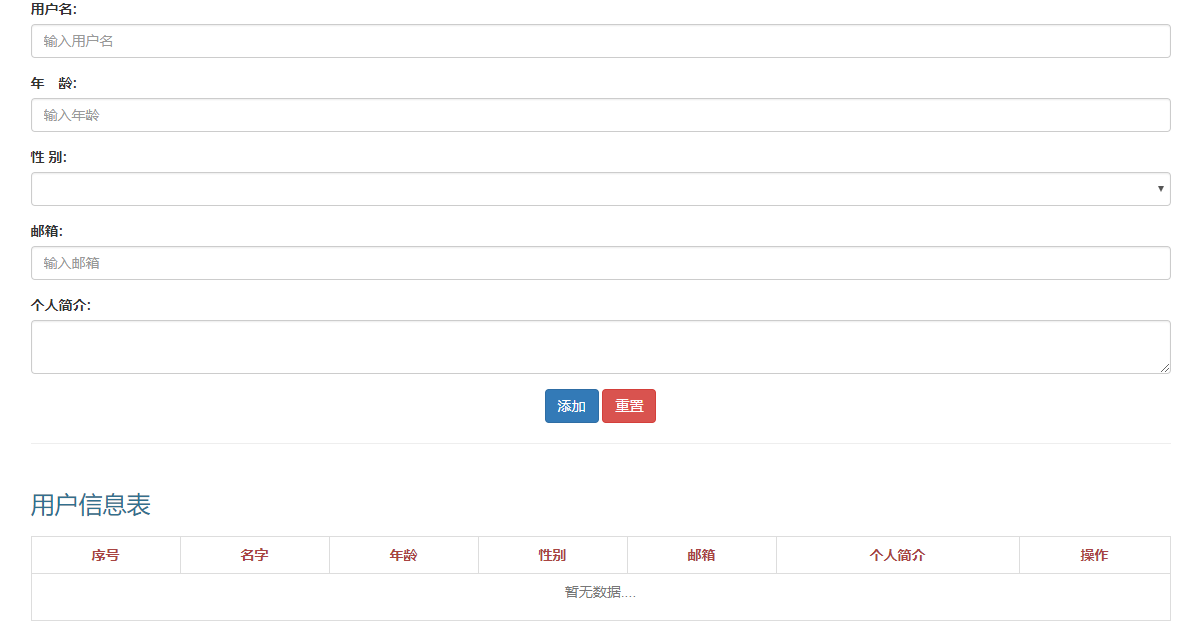 用户名:
输入用户名
年　龄:
输入年龄
性 别:
邮箱:
输入邮箱
个人简介:
添加 重置
用户信息表
序号 名字 年龄 性别 邮箱 个人简介 操作
暂无数据....